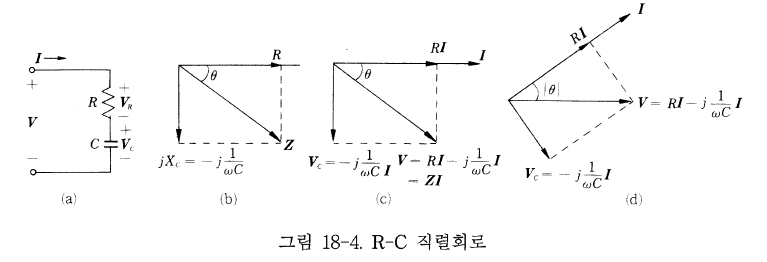 I
+
V
−
R
+
V_R
−
C
+
V_C
−
(a)
R
θ
Z
jX_C = −j 1/ωC
(b)
RI
I
θ
V_C = −j 1/ωC I
V − RI − j 1/ωC I
− ZI
(c)
I
RI
|θ|
V = RI − j 1/ωC I
V_C = − j 1/ωC I
(d)
그림 18-4. R-C 직렬회로